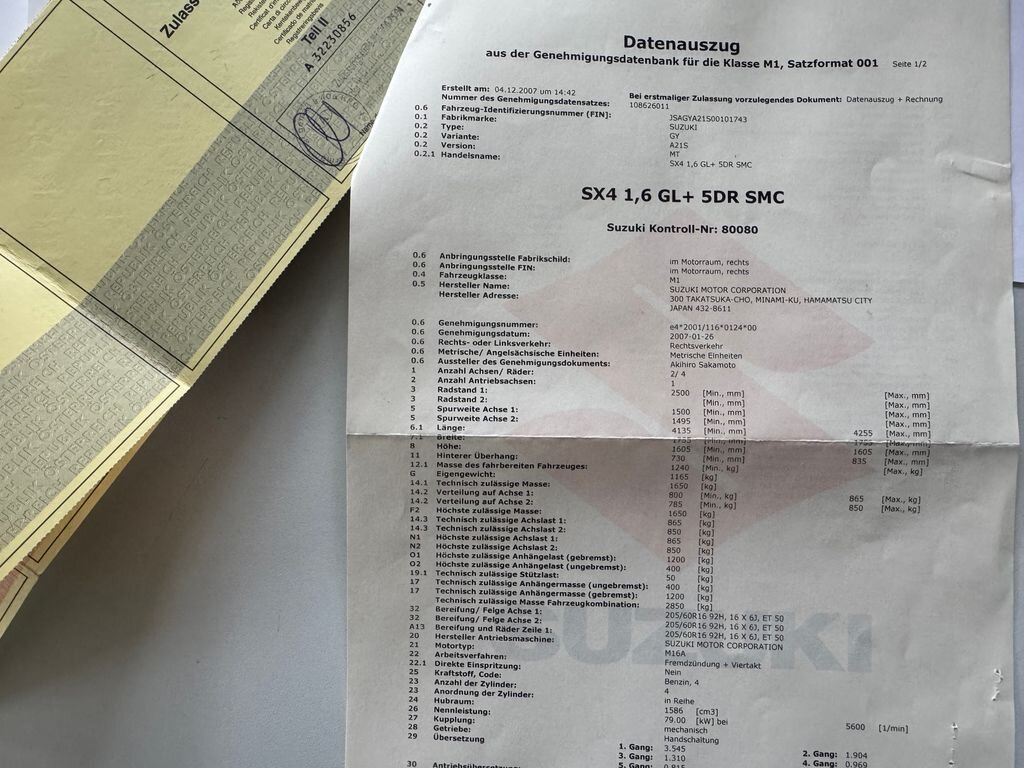 Zulass
Teil II
A 32230856
Datenauszug
aus der Genehmigungsdatenbank für die Klasse M1, Satzformat 001 Seite 1/2
Erstellt am: 04.12.2007 um 14:42
Nummer des Genehmigungsdatensatzes: Bei erstmaliger Zulassung vorzulegendes Dokument: Datenauszug + Rechnung
108626011
0.6 Fahrzeug-Identifizierungsnummer (FIN]: JSAGYA21S00101743
0.1 Fabrikmarke: SUZUKI
0.2 Type: GY
0.2 Variante: A21S
0.2 Version: MT
0.2.1 Handelsname: SX4 1,6 GL+ 5DR SMC
SX4 1,6 GL+ 5DR SMC
Suzuki Kontroll-Nr: 80080
0.6 Anbringungsstelle Fabrikschild: im Motorraum, rechts
0.6 Anbringungsstelle FIN: im Motorraum, rechts
0.4 Fahrzeugklasse: M1
0.5 Hersteller Name: SUZUKI MOTOR CORPORATION
Hersteller Adresse: 300 TAKATSUKA-CHO, MINAMI-KU, HAMAMATSU CITY
JAPAN 432-8611
0.6 Genehmigungsnummer: e4*2001/116*0124*00
0.6 Genehmigungsdatum: 2007-01-26
0.6 Rechts- oder Linksverkehr: Rechtsverkehr
0.6 Metrische/ Angelsächsische Einheiten: Metrische Einheiten
0.6 Aussteller des Genehmigungsdokuments: Akihiro Sakamoto
1 Anzahl Achsen/ Räder: 2/ 4
2 Anzahl Antriebsachsen: 1
3 Radstand 1: 2500 [Min., mm] [Max., mm]
3 Radstand 2: [Min., mm] [Max., mm]
5 Spurweite Achse 1: 1500 [Min., mm] [Max., mm]
5 Spurweite Achse 2: 1495 [Min., mm] [Max., mm]
6.1 Länge: 4135 [Min., mm] 4255 [Max., mm]
7.1 Breite: 1755 [Min., mm] 1755 [Max., mm]
8 Höhe: 1605 [Min., mm] 1605 [Max., mm]
11 Hinterer Überhang: 730 [Min., mm] 835 [Max., mm]
12.1 Masse des fahrbereiten Fahrzeuges: 1240 [Min., kg] [Max., kg]
G Eigengewicht: 1165 [kg]
14.1 Technisch zulässige Masse: 1650 [kg]
14.2 Verteilung auf Achse 1: 800 [Min., kg] 865 [Max., kg]
14.2 Verteilung auf Achse 2: 785 [Min., kg] 850 [Max., kg]
F2 Höchste zulässige Masse: 1650 [kg]
14.3 Technisch zulässige Achslast 1: 865 [kg]
14.3 Technisch zulässige Achslast 2: 850 [kg]
N1 Höchste zulässige Achslast 1: 865 [kg]
N2 Höchste zulässige Achslast 2: 850 [kg]
O1 Höchste zulässige Anhängelast (gebremst): 1200 [kg]
O2 Höchste zulässige Anhängelast (ungebremst): 400 [kg]
19.1 Technisch zulässige Stützlast: 50 [kg]
17 Technisch zulässige Anhängermasse (ungebremst): 400 [kg]
17 Technisch zulässige Anhängermasse (gebremst): 1200 [kg]
Technisch zulässige Masse Fahrzeugkombination: 2850 [kg]
32 Bereifung/ Felge Achse 1: 205/60R16 92H, 16 X 6J, ET 50
32 Bereifung/ Felge Achse 2: 205/60R16 92H, 16 X 6J, ET 50
A13 Bereifung und Räder Zeile 1: 205/60R16 92H, 16 X 6J, ET 50
20 Hersteller Antriebsmaschine: SUZUKI MOTOR CORPORATION
21 Motortyp: M16A
22 Arbeitsverfahren: Fremdzündung + Viertakt
22.1 Direkte Einspritzung: Nein
25 Kraftstoff, Code: Benzin, 4
23 Anzahl der Zylinder: 4
23 Anordnung der Zylinder: in Reihe
24 Hubraum: 1586 [cm3]
26 Nennleistung: 79.00 [kW] bei 5600 [1/min]
27 Kupplung: mechanisch
28 Getriebe: Handschaltung
29 Übersetzung 1. Gang: 3.545 2. Gang: 1.904
3. Gang: 1.310 4. Gang: 0.969
30 Antriebsübersetzung: 5. Gang: 0.815
SUZUKI